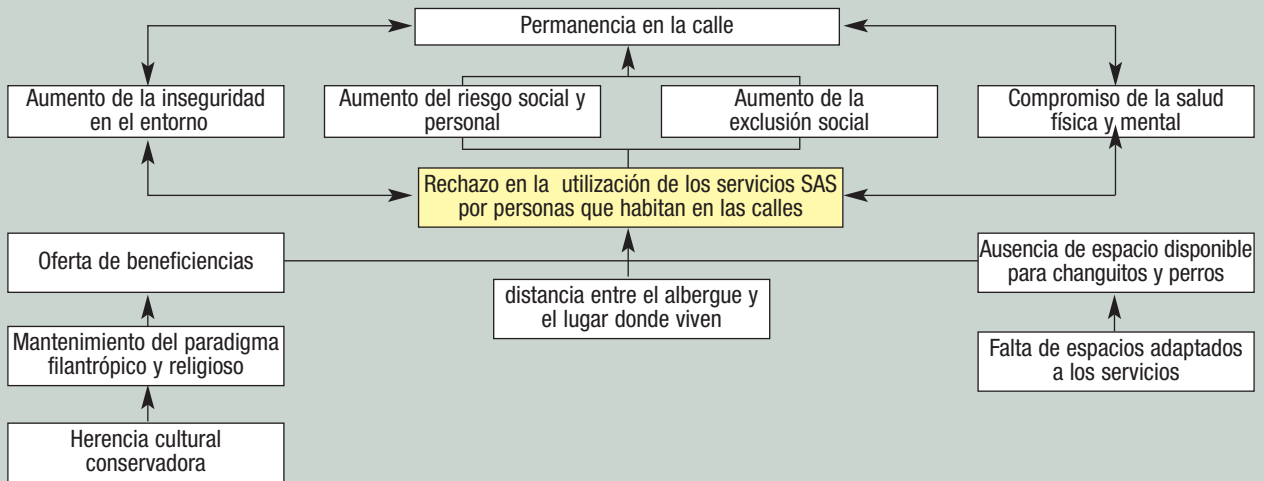 Permanencia en la calle
Aumento de la inseguridad
en el entorno
Aumento del riesgo social y
personal
Aumento de la
exclusión social
Compromiso de la salud
física y mental
Rechazo en la utilización de los servicios SAS
por personas que habitan en las calles
Oferta de beneficiencias
distancia entre el albergue y
el lugar donde viven
Ausencia de espacio disponible
para changuitos y perros
Mantenimiento del paradigma
filantrópico y religioso
Falta de espacios adaptados
a los servicios
Herencia cultural
conservadora